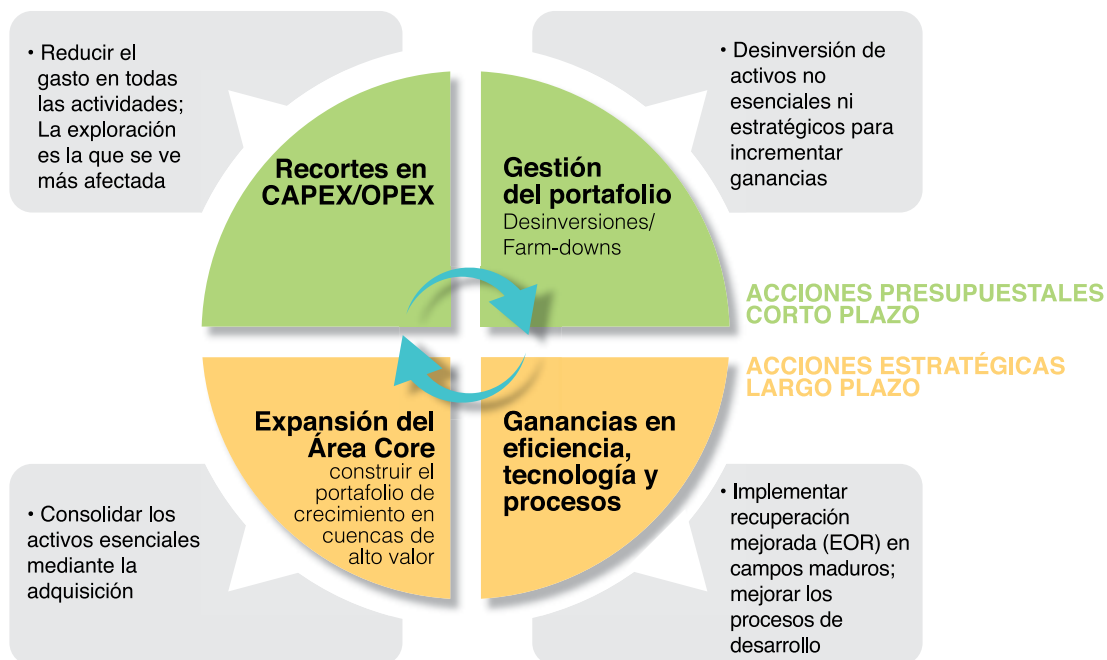 • Reducir el
gasto en todas
las actividades;
La exploración
es la que se ve
más afectada
Recortes en
CAPEX/OPEX
Gestión
del portafolio
Desinversiones/
Farm-downs
• Desinversión de
activos no
esenciales ni
estratégicos para
incrementar
ganancias
ACCIONES PRESUPUESTALES
CORTO PLAZO
ACCIONES ESTRATÉGICAS
LARGO PLAZO
• Consolidar los
activos esenciales
mediante la
adquisición
Expansión del
Área Core
construir el
portafolio de
crecimiento en
cuencas de
alto valor
Ganancias en
eficiencia,
tecnología y
procesos
• Implementar
recuperación
mejorada (EOR) en
campos maduros;
mejorar los
procesos de
desarrollo